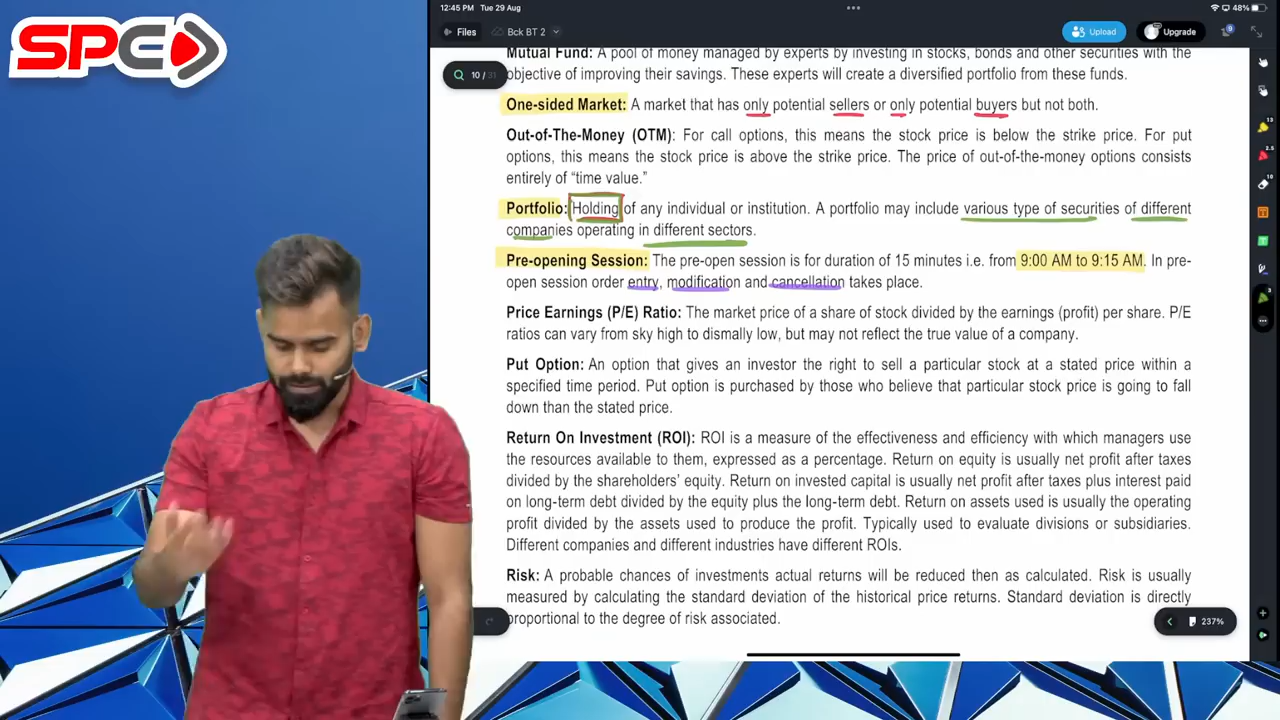 SPC
12:45 PM Tue 29 Aug
48%
Files
Bck BT 2
Upload
Upgrade
10 / 31
Mutual Fund: A pool of money managed by experts by investing in stocks, bonds and other securities with the
objective of improving their savings. These experts will create a diversified portfolio from these funds.
One-sided Market: A market that has only potential sellers or only potential buyers but not both.
Out-of-The-Money (OTM): For call options, this means the stock price is below the strike price. For put
options, this means the stock price is above the strike price. The price of out-of-the-money options consists
entirely of “time value.”
Portfolio: Holding of any individual or institution. A portfolio may include various type of securities of different
companies operating in different sectors.
Pre-opening Session: The pre-open session is for duration of 15 minutes i.e. from 9:00 AM to 9:15 AM. In pre-
open session order entry, modification and cancellation takes place.
Price Earnings (P/E) Ratio: The market price of a share of stock divided by the earnings (profit) per share. P/E
ratios can vary from sky high to dismally low, but may not reflect the true value of a company.
Put Option: An option that gives an investor the right to sell a particular stock at a stated price within a
specified time period. Put option is purchased by those who believe that particular stock price is going to fall
down than the stated price.
Return On Investment (ROI): ROI is a measure of the effectiveness and efficiency with which managers use
the resources available to them, expressed as a percentage. Return on equity is usually net profit after taxes
divided by the shareholders’ equity. Return on invested capital is usually net profit after taxes plus interest paid
on long-term debt divided by the equity plus the long-term debt. Return on assets used is usually the operating
profit divided by the assets used to produce the profit. Typically used to evaluate divisions or subsidiaries.
Different companies and different industries have different ROIs.
Risk: A probable chances of investments actual returns will be reduced then as calculated. Risk is usually
measured by calculating the standard deviation of the historical price returns. Standard deviation is directly
proportional to the degree of risk associated.
237%